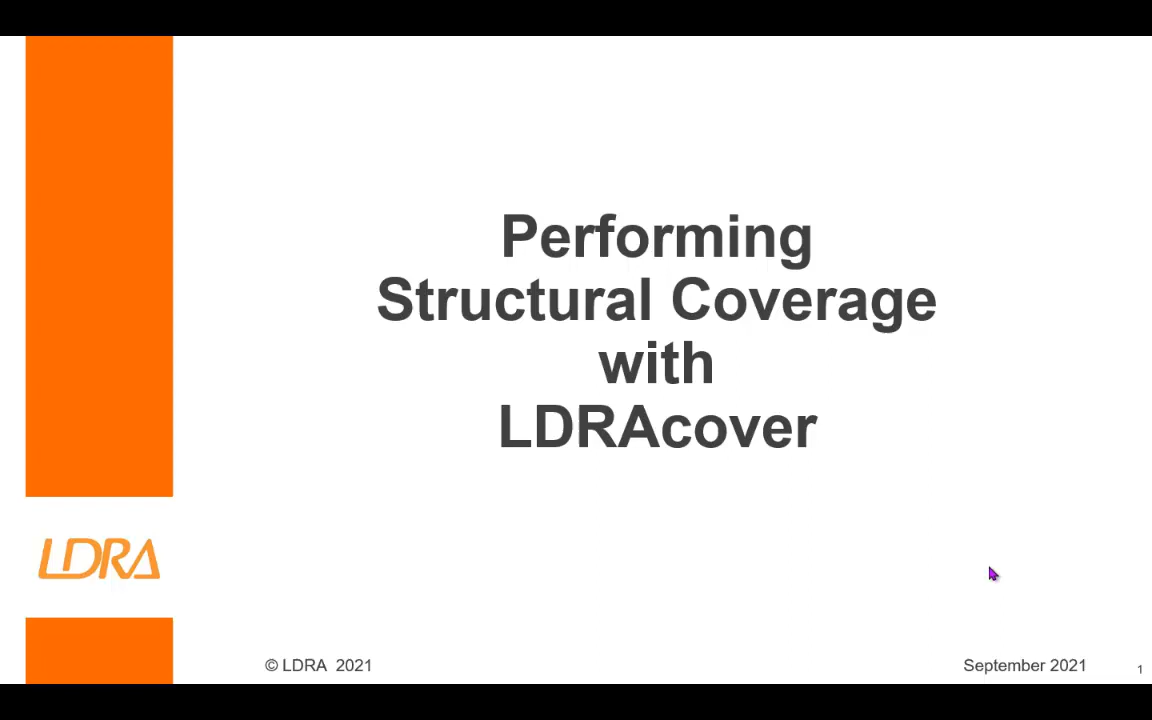 Performing
Structural Coverage
with
LDRAcover
LDRA
© LDRA 2021
September 2021
1